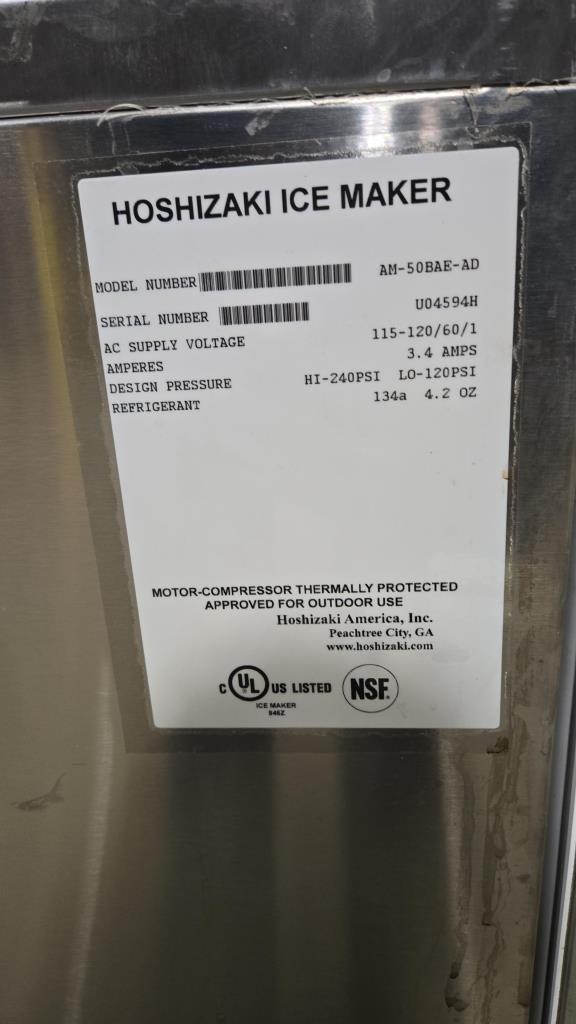 HOSHIZAKI ICE MAKER
MODEL NUMBER AM-50BAE-AD
SERIAL NUMBER U04594H
AC SUPPLY VOLTAGE 115-120/60/1
AMPERES 3.4 AMPS
DESIGN PRESSURE HI-240PSI LO-120PSI
REFRIGERANT 134a 4.2 OZ
MOTOR-COMPRESSOR THERMALLY PROTECTED
APPROVED FOR OUTDOOR USE
Hoshizaki America, Inc.
Peachtree City, GA
www.hoshizaki.com
C UL US LISTED NSF
ICE MAKER
946Z